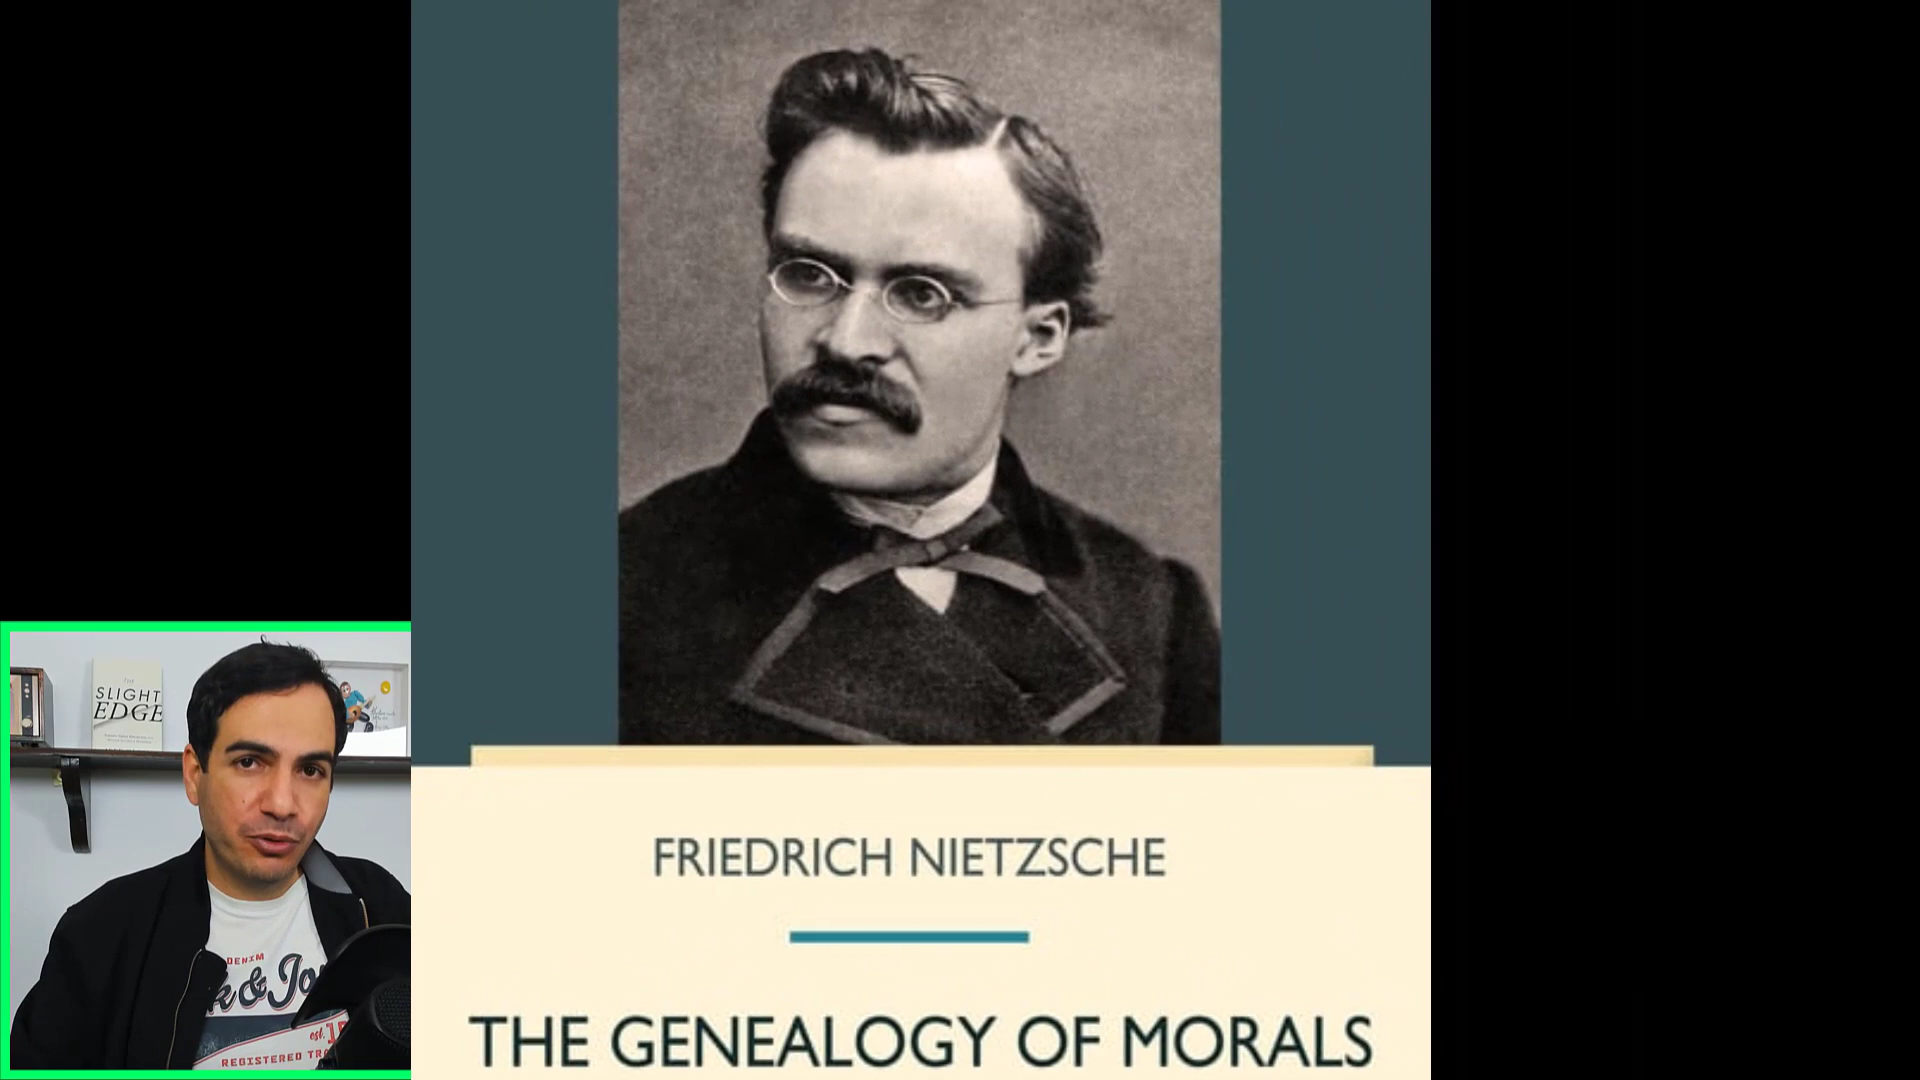 FRIEDRICH NIETZSCHE
THE GENEALOGY OF MORALS
THE
SLIGHT
EDGE
DENIM
k & Jo
est. 1
REGISTERED TRA